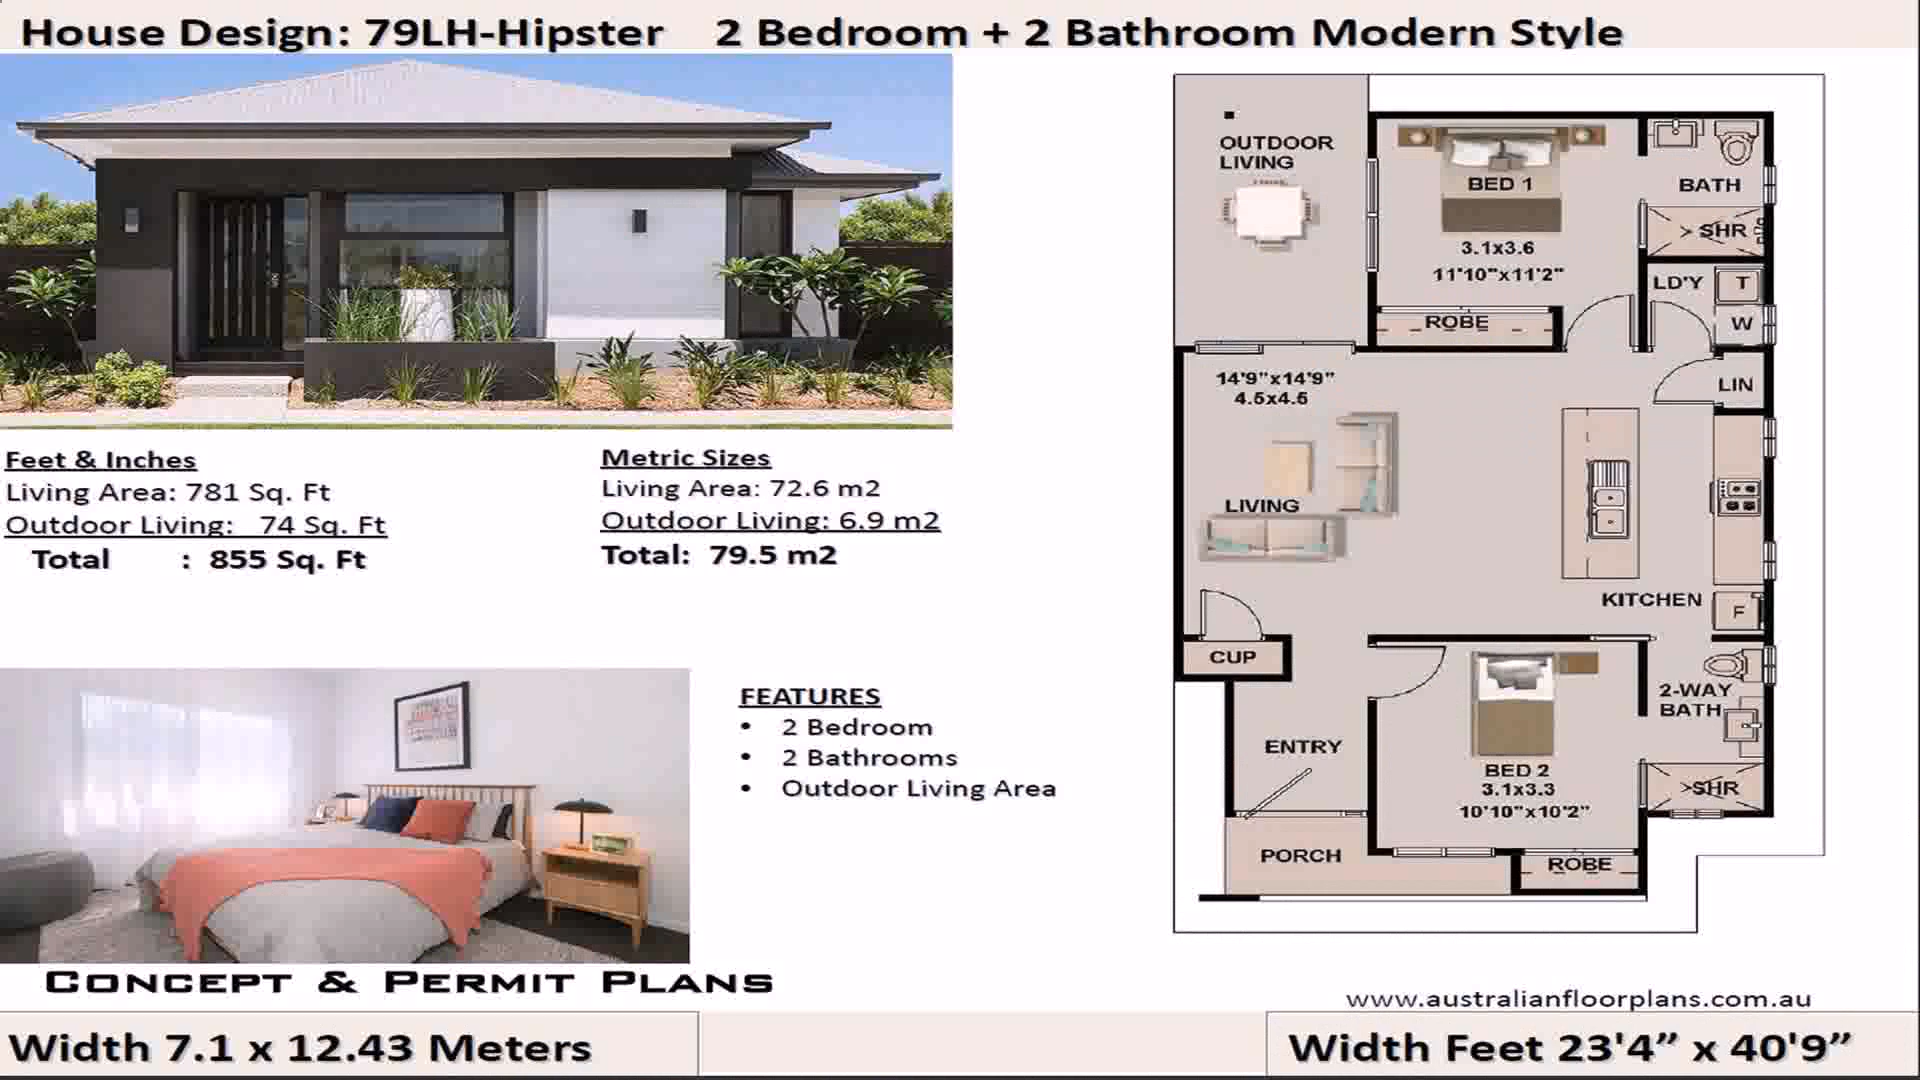 House Design: 79LH-Hipster 2 Bedroom + 2 Bathroom Modern Style
Feet & Inches
Living Area: 781 Sq. Ft
Outdoor Living: 74 Sq. Ft
Total : 855 Sq. Ft
Metric Sizes
Living Area: 72.6 m2
Outdoor Living: 6.9 m2
Total: 79.5 m2
FEATURES
• 2 Bedroom
• 2 Bathrooms
• Outdoor Living Area
CONCEPT & PERMIT PLANS
OUTDOOR
LIVING
BED 1
3.1x3.6
11'10"x11'2"
ROBE
BATH
SHR
LD'Y
T
W
LIN
14'9"x14'9"
4.5x4.5
LIVING
KITCHEN
F
CUP
2-WAY
BATH
ENTRY
BED 2
3.1x3.3
10'10"x10'2"
SHR
PORCH
ROBE
www.australianfloorplans.com.au
Width 7.1 x 12.43 Meters
Width Feet 23'4” x 40'9”